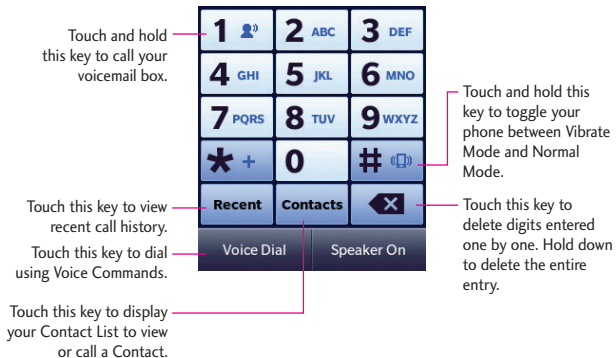 Touch and hold
this key to call your
voicemail box.
1
2 ABC
3 DEF
4 GHI
5 JKL
6 MNO
7 PQRS
8 TUV
9 WXYZ
* +
0
#
Touch and hold this
key to toggle your
phone between Vibrate
Mode and Normal
Mode.
Touch this key to view
recent call history.
Recent
Contacts
Touch this key to
delete digits entered
one by one. Hold down
to delete the entire
entry.
Touch this key to dial
using Voice Commands.
Voice Dial
Speaker On
Touch this key to display
your Contact List to view
or call a Contact.